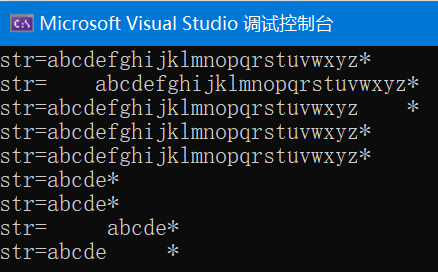 Microsoft Visual Studio 调试控制台
str=abcdefghijklmnopqrstuvwxyz*
str=    abcdefghijklmnopqrstuvwxyz*
str=abcdefghijklmnopqrstuvwxyz    *
str=abcdefghijklmnopqrstuvwxyz*
str=abcdefghijklmnopqrstuvwxyz*
str=abcde*
str=abcde*
str=     abcde*
str=abcde     *